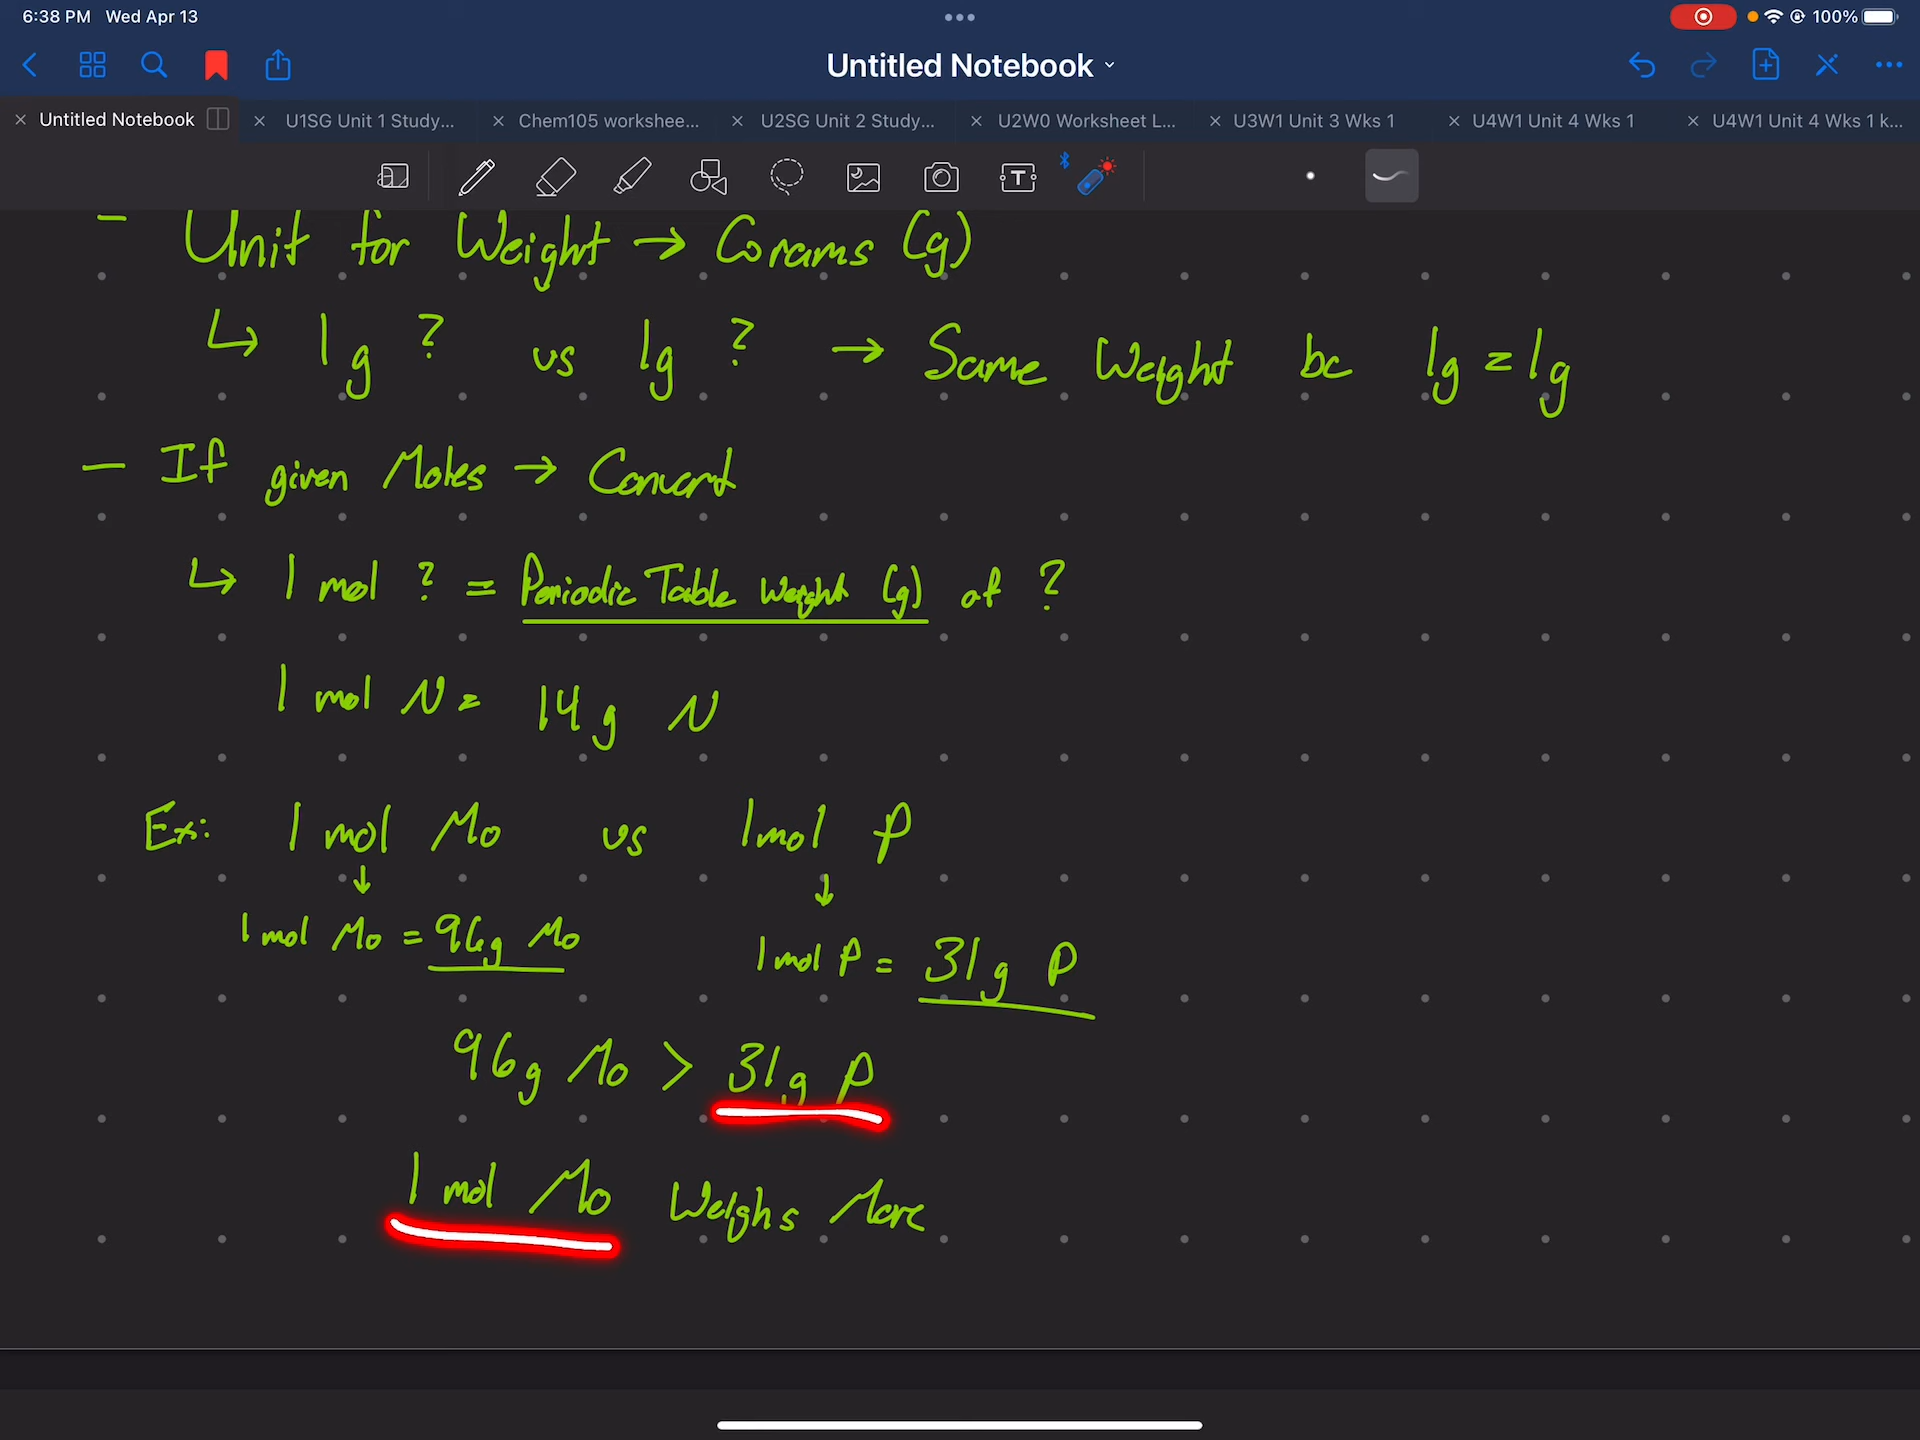 6:38 PM Wed Apr 13
100%
Untitled Notebook
Untitled Notebook
U1SG Unit 1 Study...
Chem105 workshee...
U2SG Unit 2 Study...
U2W0 Worksheet L...
U3W1 Unit 3 Wks 1
U4W1 Unit 4 Wks 1
U4W1 Unit 4 Wks 1 k...
- Unit for Weight → Grams (g)
↳ 1g ? vs 1g ? → Same Weight bc 1g = 1g
- If given Moles → Convert
↳ 1 mol ? = Periodic Table Weight (g) of ?
1 mol N = 14g N
Ex: 1 mol Mo vs 1mol P
↓ ↓
1 mol Mo = 96g Mo
1 mol P = 31g P
96g Mo > 31g P
1 mol Mo Weighs More